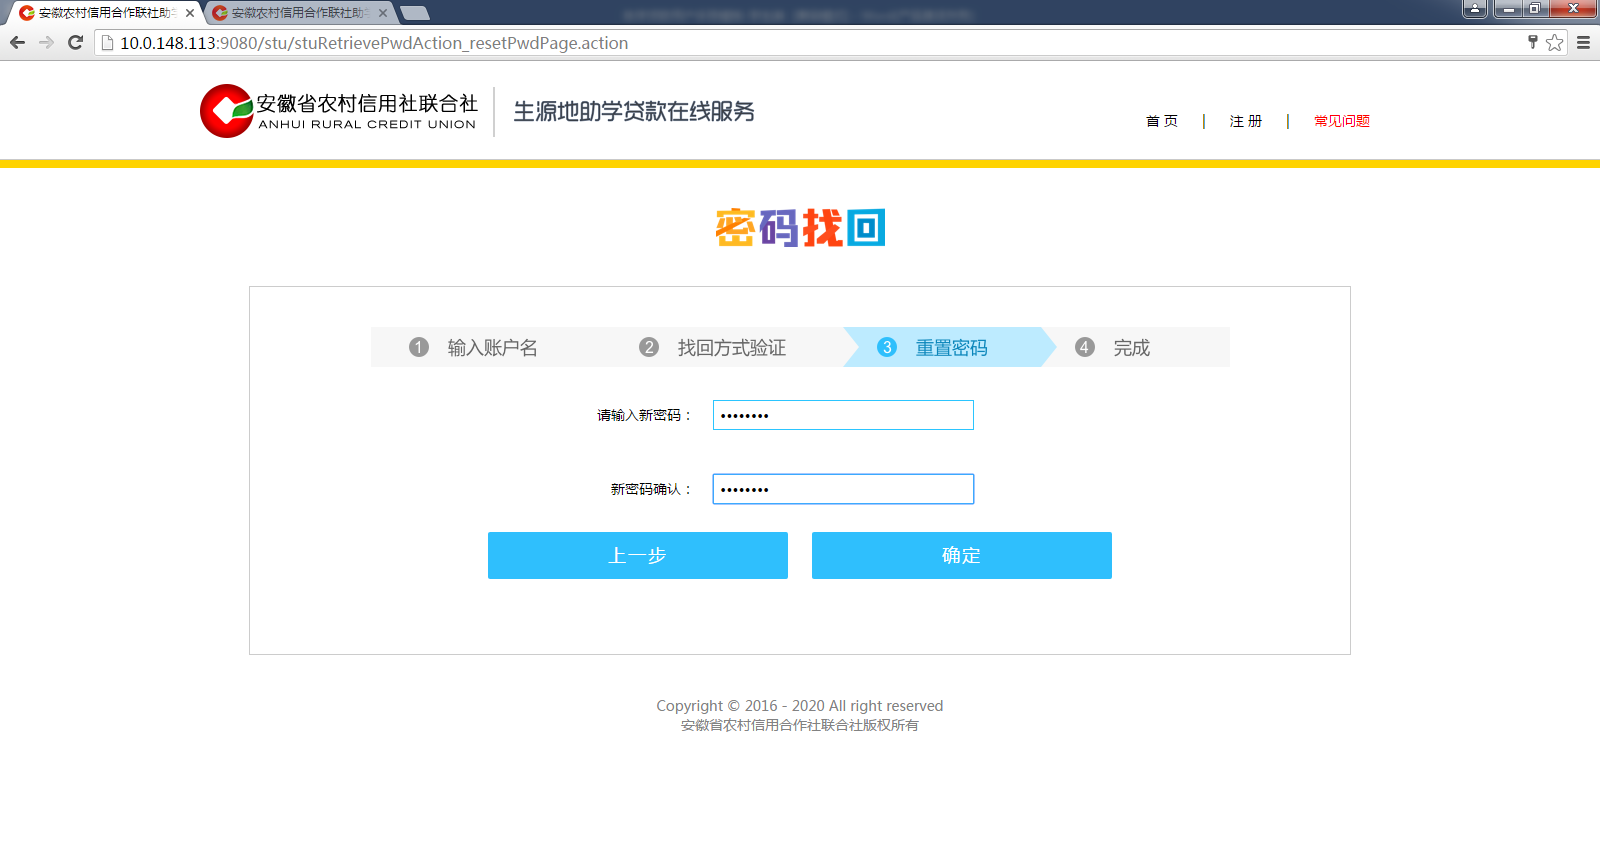 安徽农村信用合作联社助学
安徽农村信用合作联社助学
10.0.148.113:9080/stu/stuRetrievePwdAction_resetPwdPage.action
安徽省农村信用社联合社
ANHUI RURAL CREDIT UNION
生源地助学贷款在线服务
首 页 | 注 册 | 常见问题
密码找回
1 输入账户名 2 找回方式验证 3 重置密码 4 完成
请输入新密码： ••••••••
新密码确认： ••••••••
上一步 确定
Copyright © 2016 - 2020 All right reserved
安徽省农村信用合作社联合社版权所有